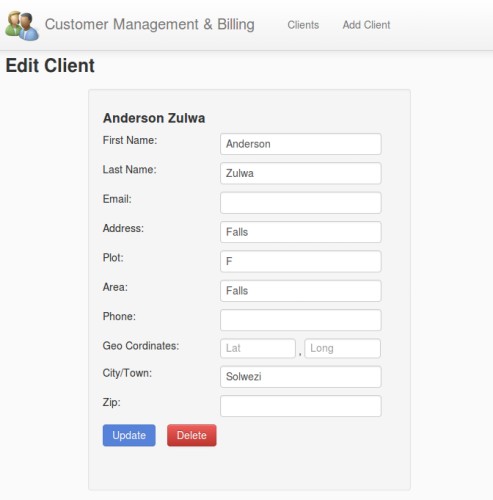 Customer Management & Billing Clients Add Client
Edit Client
Anderson Zulwa
First Name: Anderson
Last Name: Zulwa
Email:
Address: Falls
Plot: F
Area: Falls
Phone:
Geo Cordinates: Lat , Long
City/Town: Solwezi
Zip:
Update Delete